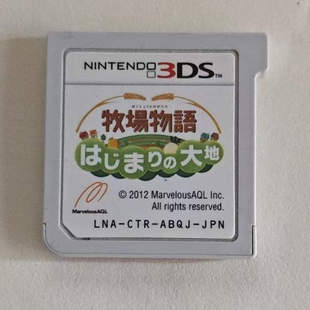 NINTENDO 3DS™
牧場物語
はじまりの大地
MarvelousAQL
© 2012 MarvelousAQL Inc.
All rights reserved.
LNA-CTR-ABQJ-JPN